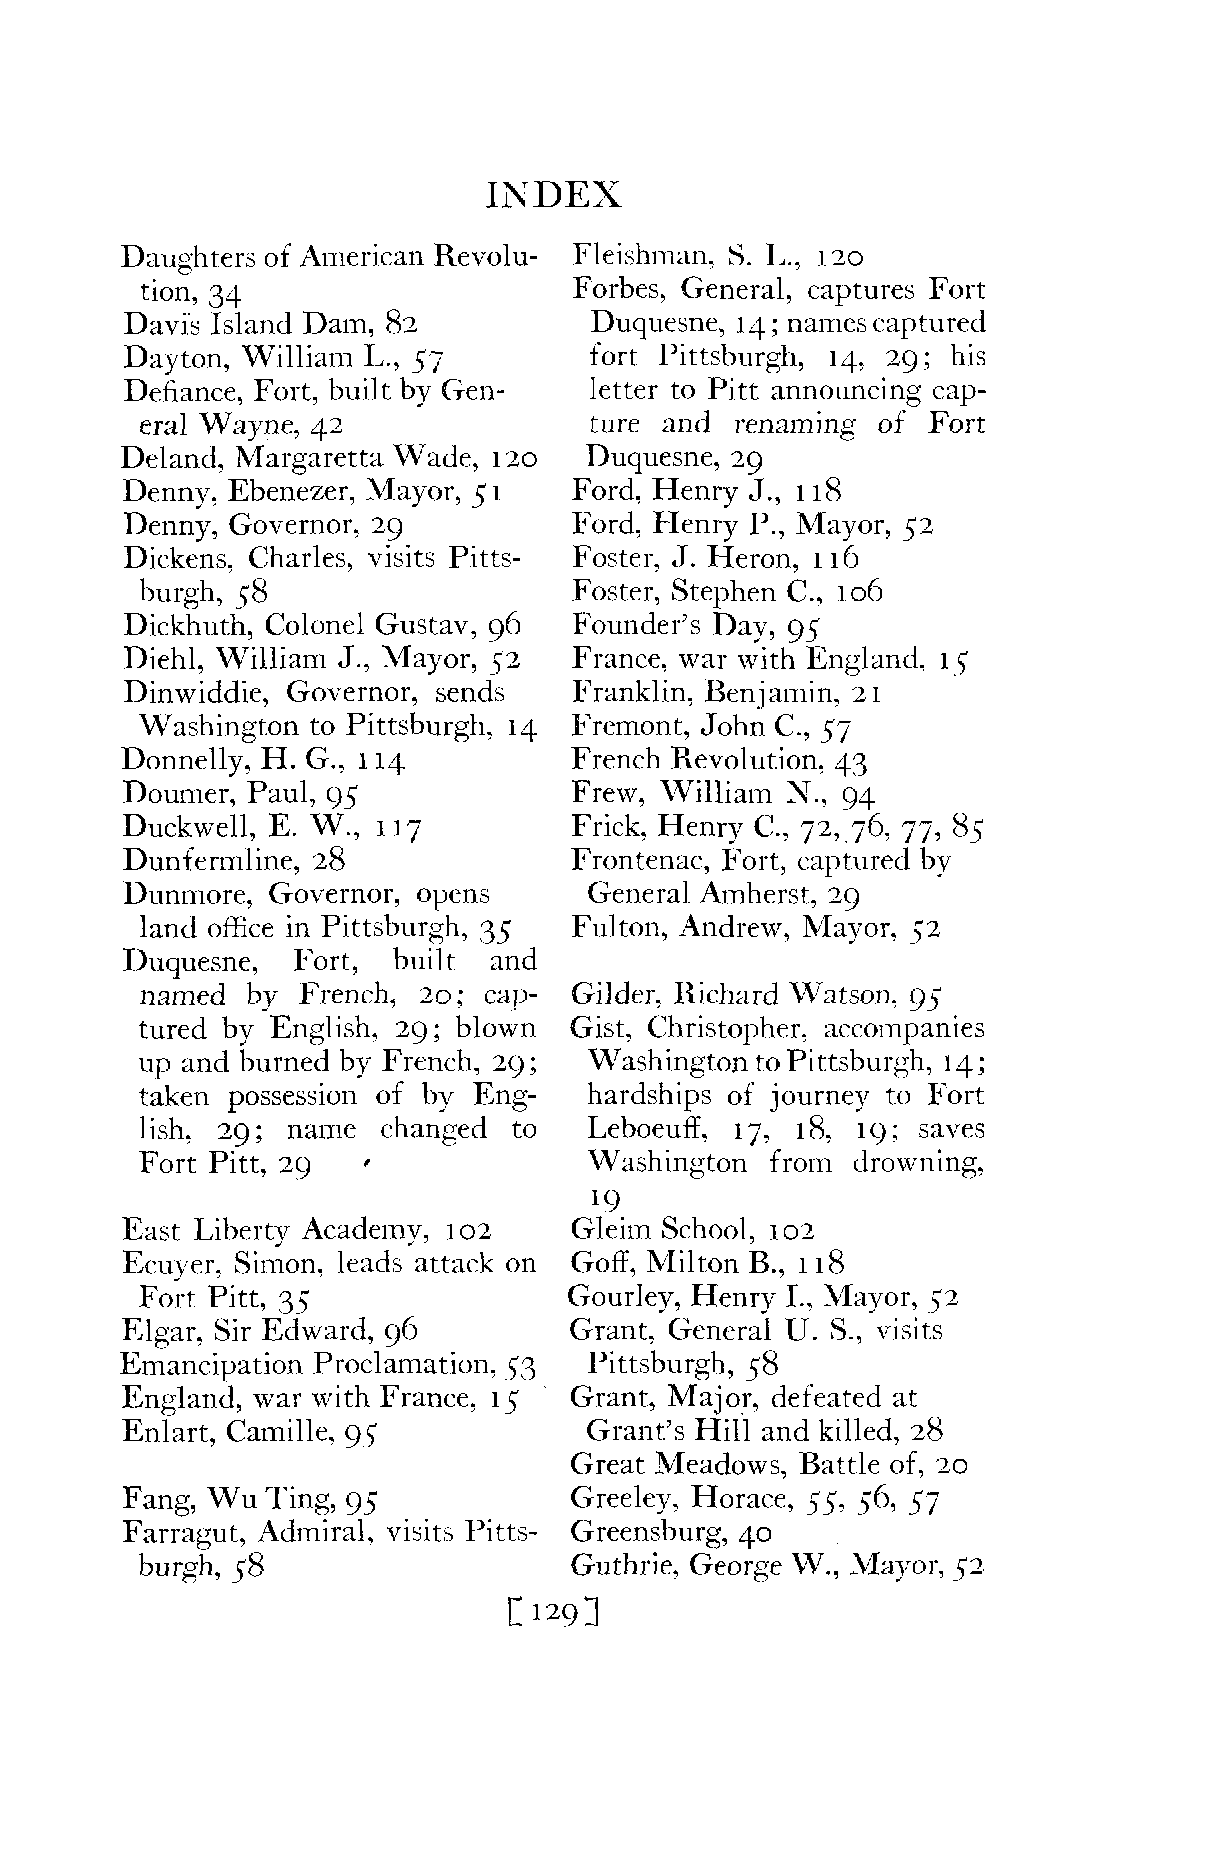 INDEX
Daughters of American Revolu-
tion, 34
Davis Island Dam, 82
Dayton, William L., 57
Defiance, Fort, built by Gen-
eral Wayne, 42
Deland, Margaretta Wade, 120
Denny, Ebenezer, Mayor, 51
Denny, Governor, 29
Dickens, Charles, visits Pitts-
burgh, 58
Dickhuth, Colonel Gustav, 96
Diehl, William J., Mayor, 52
Dinwiddie, Governor, sends
Washington to Pittsburgh, 14
Donnelly, H. G., 114
Doumer, Paul, 95
Duckwell, E. W., 117
Dunfermline, 28
Dunmore, Governor, opens
land office in Pittsburgh, 35
Duquesne, Fort, built and
named by French, 20; cap-
tured by English, 29; blown
up and burned by French, 29;
taken possession of by Eng-
lish, 29; name changed to
Fort Pitt, 29
East Liberty Academy, 102
Ecuyer, Simon, leads attack on
Fort Pitt, 35
Elgar, Sir Edward, 96
Emancipation Proclamation, 53
England, war with France, 15
Enlart, Camille, 95
Fang, Wu Ting, 95
Farragut, Admiral, visits Pitts-
burgh, 58
Fleishman, S. L., 120
Forbes, General, captures Fort
Duquesne, 14; names captured
fort Pittsburgh, 14, 29; his
letter to Pitt announcing cap-
ture and renaming of Fort
Duquesne, 29
Ford, Henry J., 118
Ford, Henry P., Mayor, 52
Foster, J. Heron, 116
Foster, Stephen C., 106
Founder's Day, 95
France, war with England, 15
Franklin, Benjamin, 21
Fremont, John C., 57
French Revolution, 43
Frew, William N., 94
Frick, Henry C., 72, 76, 77, 85
Frontenac, Fort, captured by
General Amherst, 29
Fulton, Andrew, Mayor, 52
Gilder, Richard Watson, 95
Gist, Christopher, accompanies
Washington to Pittsburgh, 14;
hardships of journey to Fort
Leboeuff, 17, 18, 19; saves
Washington from drowning,
19
Gleim School, 102
Goff, Milton B., 118
Gourley, Henry I., Mayor, 52
Grant, General U. S., visits
Pittsburgh, 58
Grant, Major, defeated at
Grant's Hill and killed, 28
Great Meadows, Battle of, 20
Greeley, Horace, 55, 56, 57
Greensburg, 40
Guthrie, George W., Mayor, 52
[129]